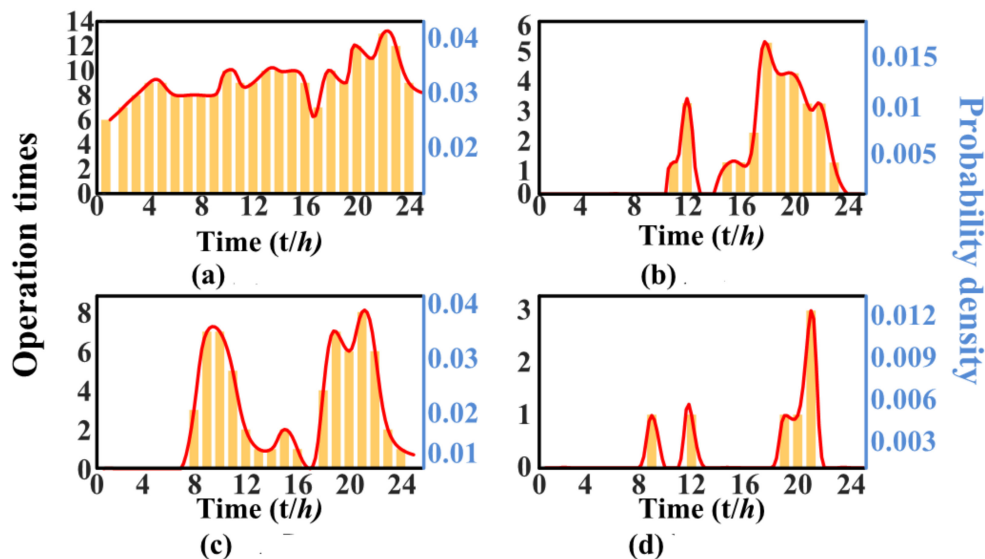 Operation times
14
12
10
8
6
4
2
0
0 4 8 12 16 20 24
0.04
0.03
0.02
Time (t/h)
(a)
6
5
4
3
2
1
0
0 4 8 12 16 20 24
0.015
0.01
0.005
Time (t/h)
(b)
Probability density
8
6
4
2
0
0 4 8 12 16 20 24
0.04
0.03
0.02
0.01
Time (t/h)
(c)
3
2
1
0
0 4 8 12 16 20 24
0.012
0.009
0.006
0.003
Time (t/h)
(d)